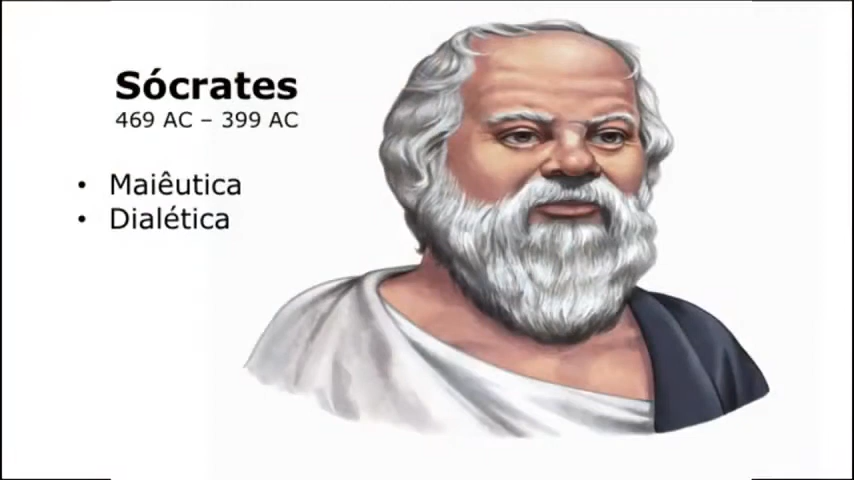 Sócrates
469 AC – 399 AC
• Maiêutica
• Dialética